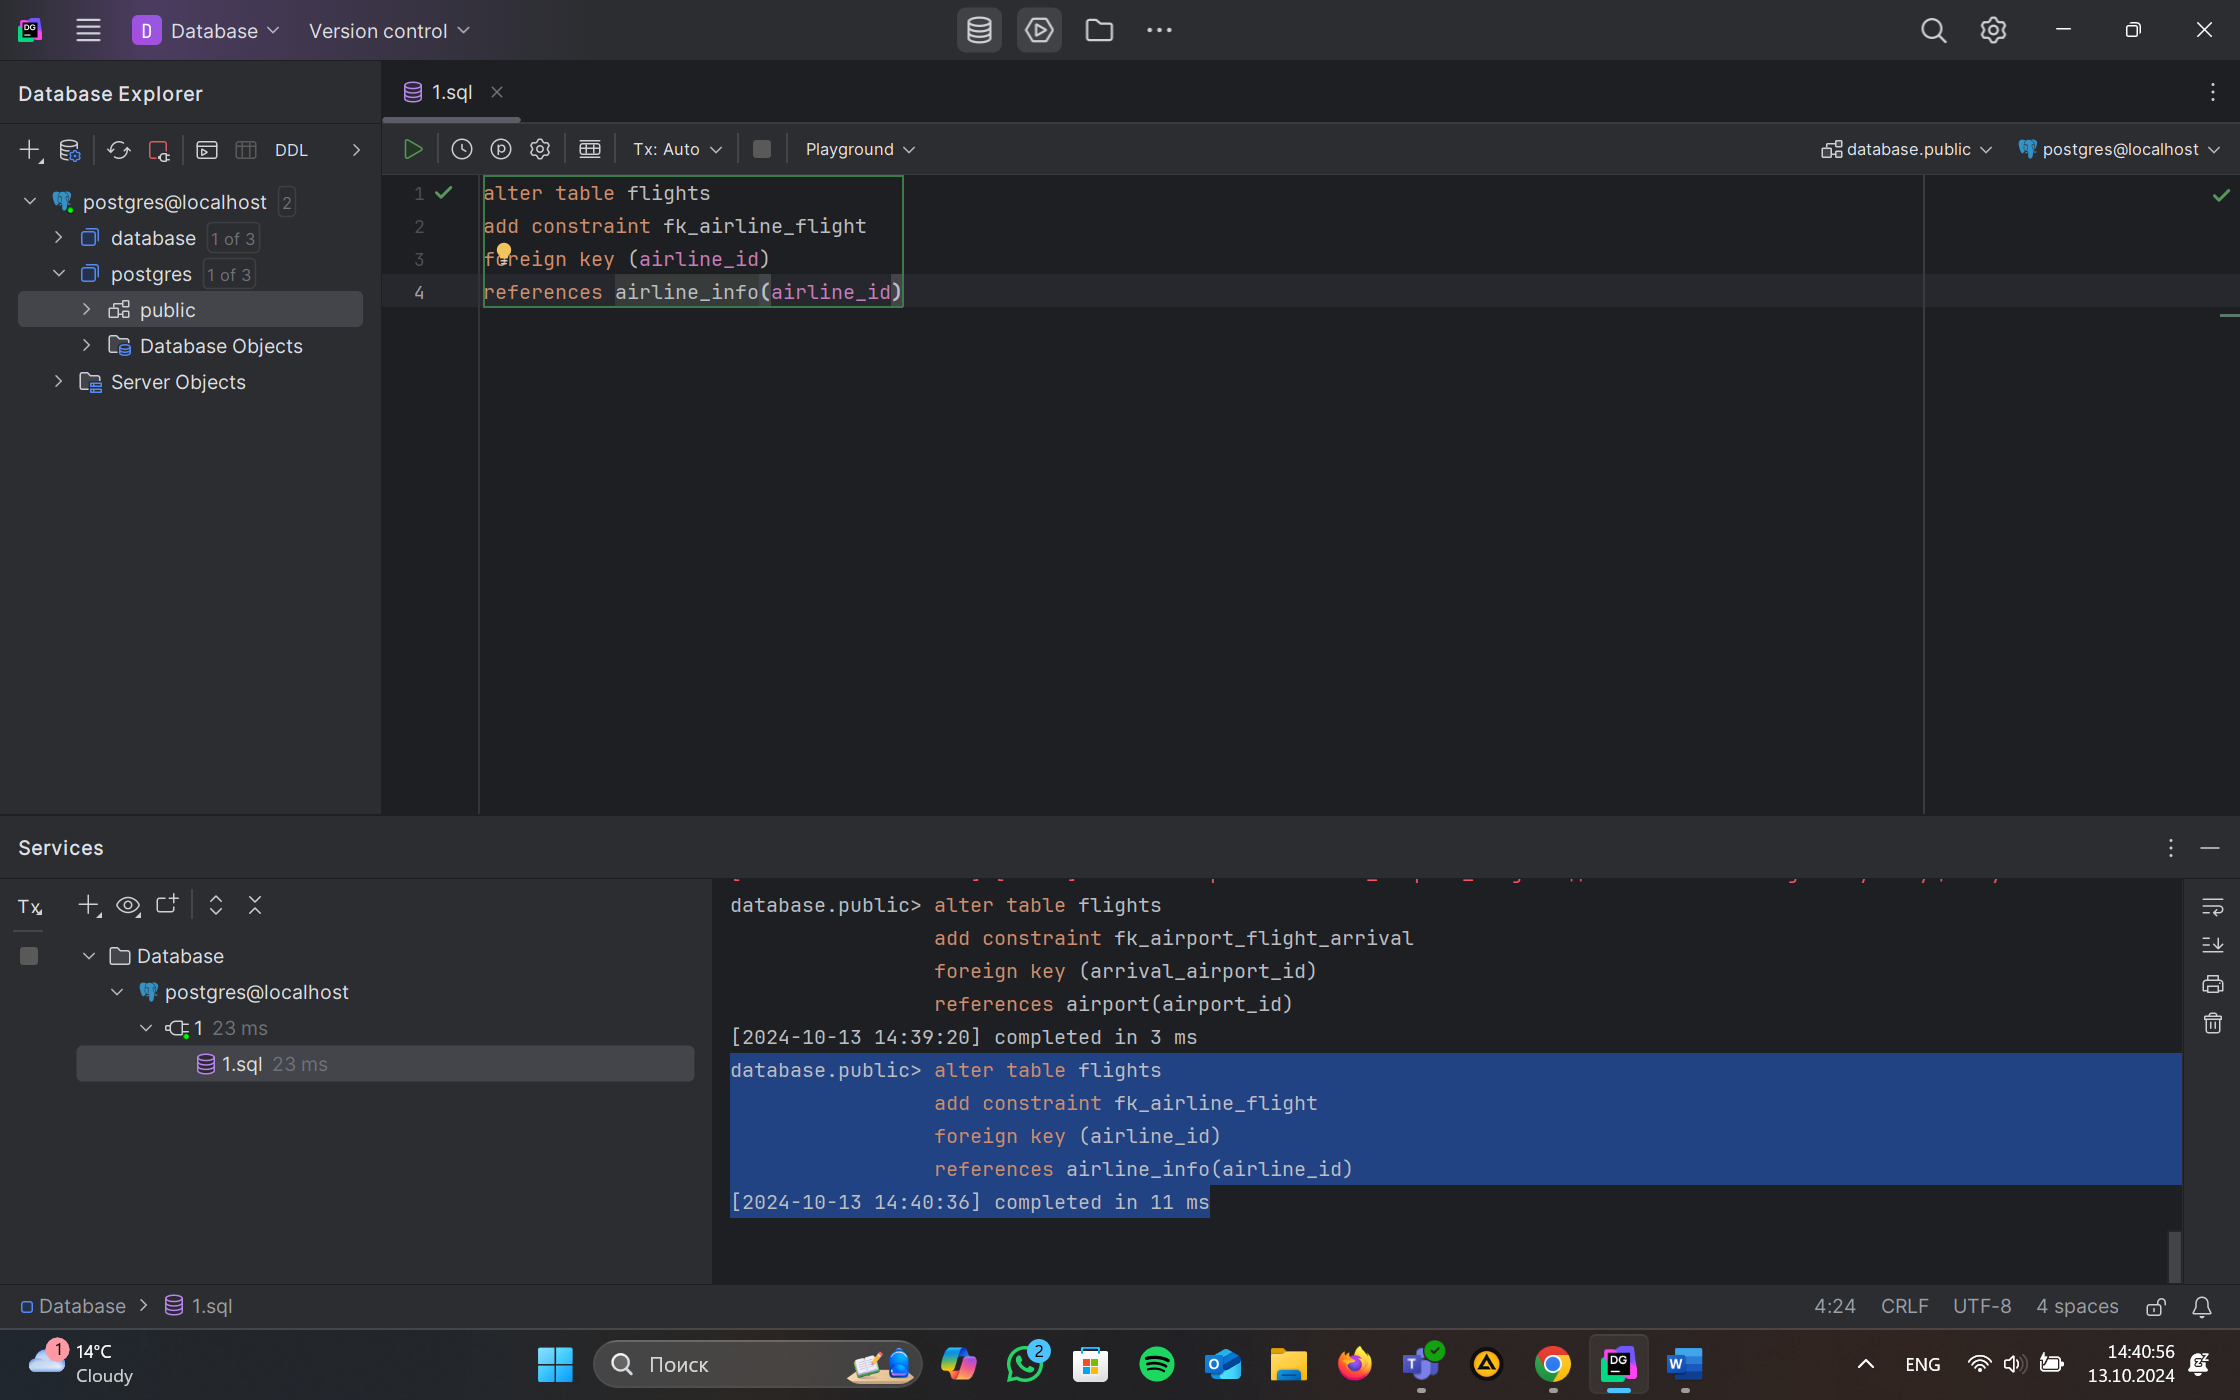 DG
D Database Version control
Database Explorer
1.sql
DDL
Tx: Auto
Playground
database.public
postgres@localhost
postgres@localhost 2
database 1 of 3
postgres 1 of 3
public
Database Objects
Server Objects
1 alter table flights
2 add constraint fk_airline_flight
3 foreign key (airline_id)
4 references airline_info(airline_id)
Services
Tx
Database
postgres@localhost
1 23 ms
1.sql 23 ms
database.public> alter table flights
add constraint fk_airport_flight_arrival
foreign key (arrival_airport_id)
references airport(airport_id)
[2024-10-13 14:39:20] completed in 3 ms
database.public> alter table flights
add constraint fk_airline_flight
foreign key (airline_id)
references airline_info(airline_id)
[2024-10-13 14:40:36] completed in 11 ms
Database > 1.sql
4:24 CRLF UTF-8 4 spaces
1
14°C
Cloudy
Поиск
2
DG
ENG
14:40:56
13.10.2024